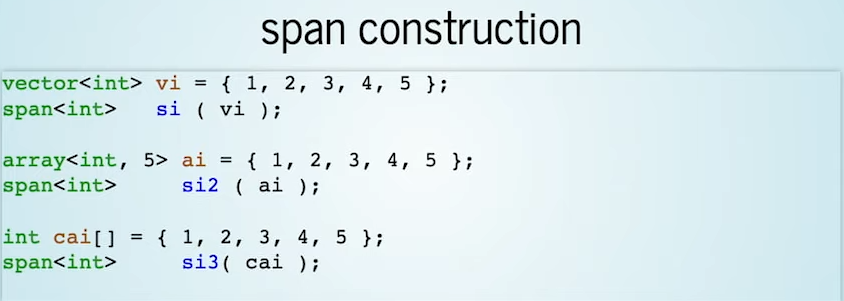 span construction
vector<int> vi = { 1, 2, 3, 4, 5 };
span<int>   si ( vi );
array<int, 5> ai = { 1, 2, 3, 4, 5 };
span<int>     si2 ( ai );
int cai[] = { 1, 2, 3, 4, 5 };
span<int>     si3( cai );